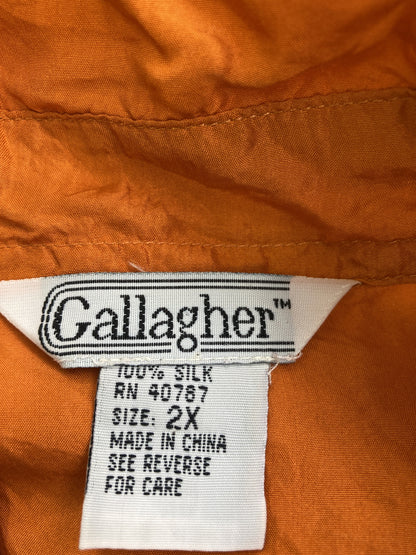 Gallagher™
100% SILK
RN 40787
SIZE: 2X
MADE IN CHINA
SEE REVERSE
FOR CARE